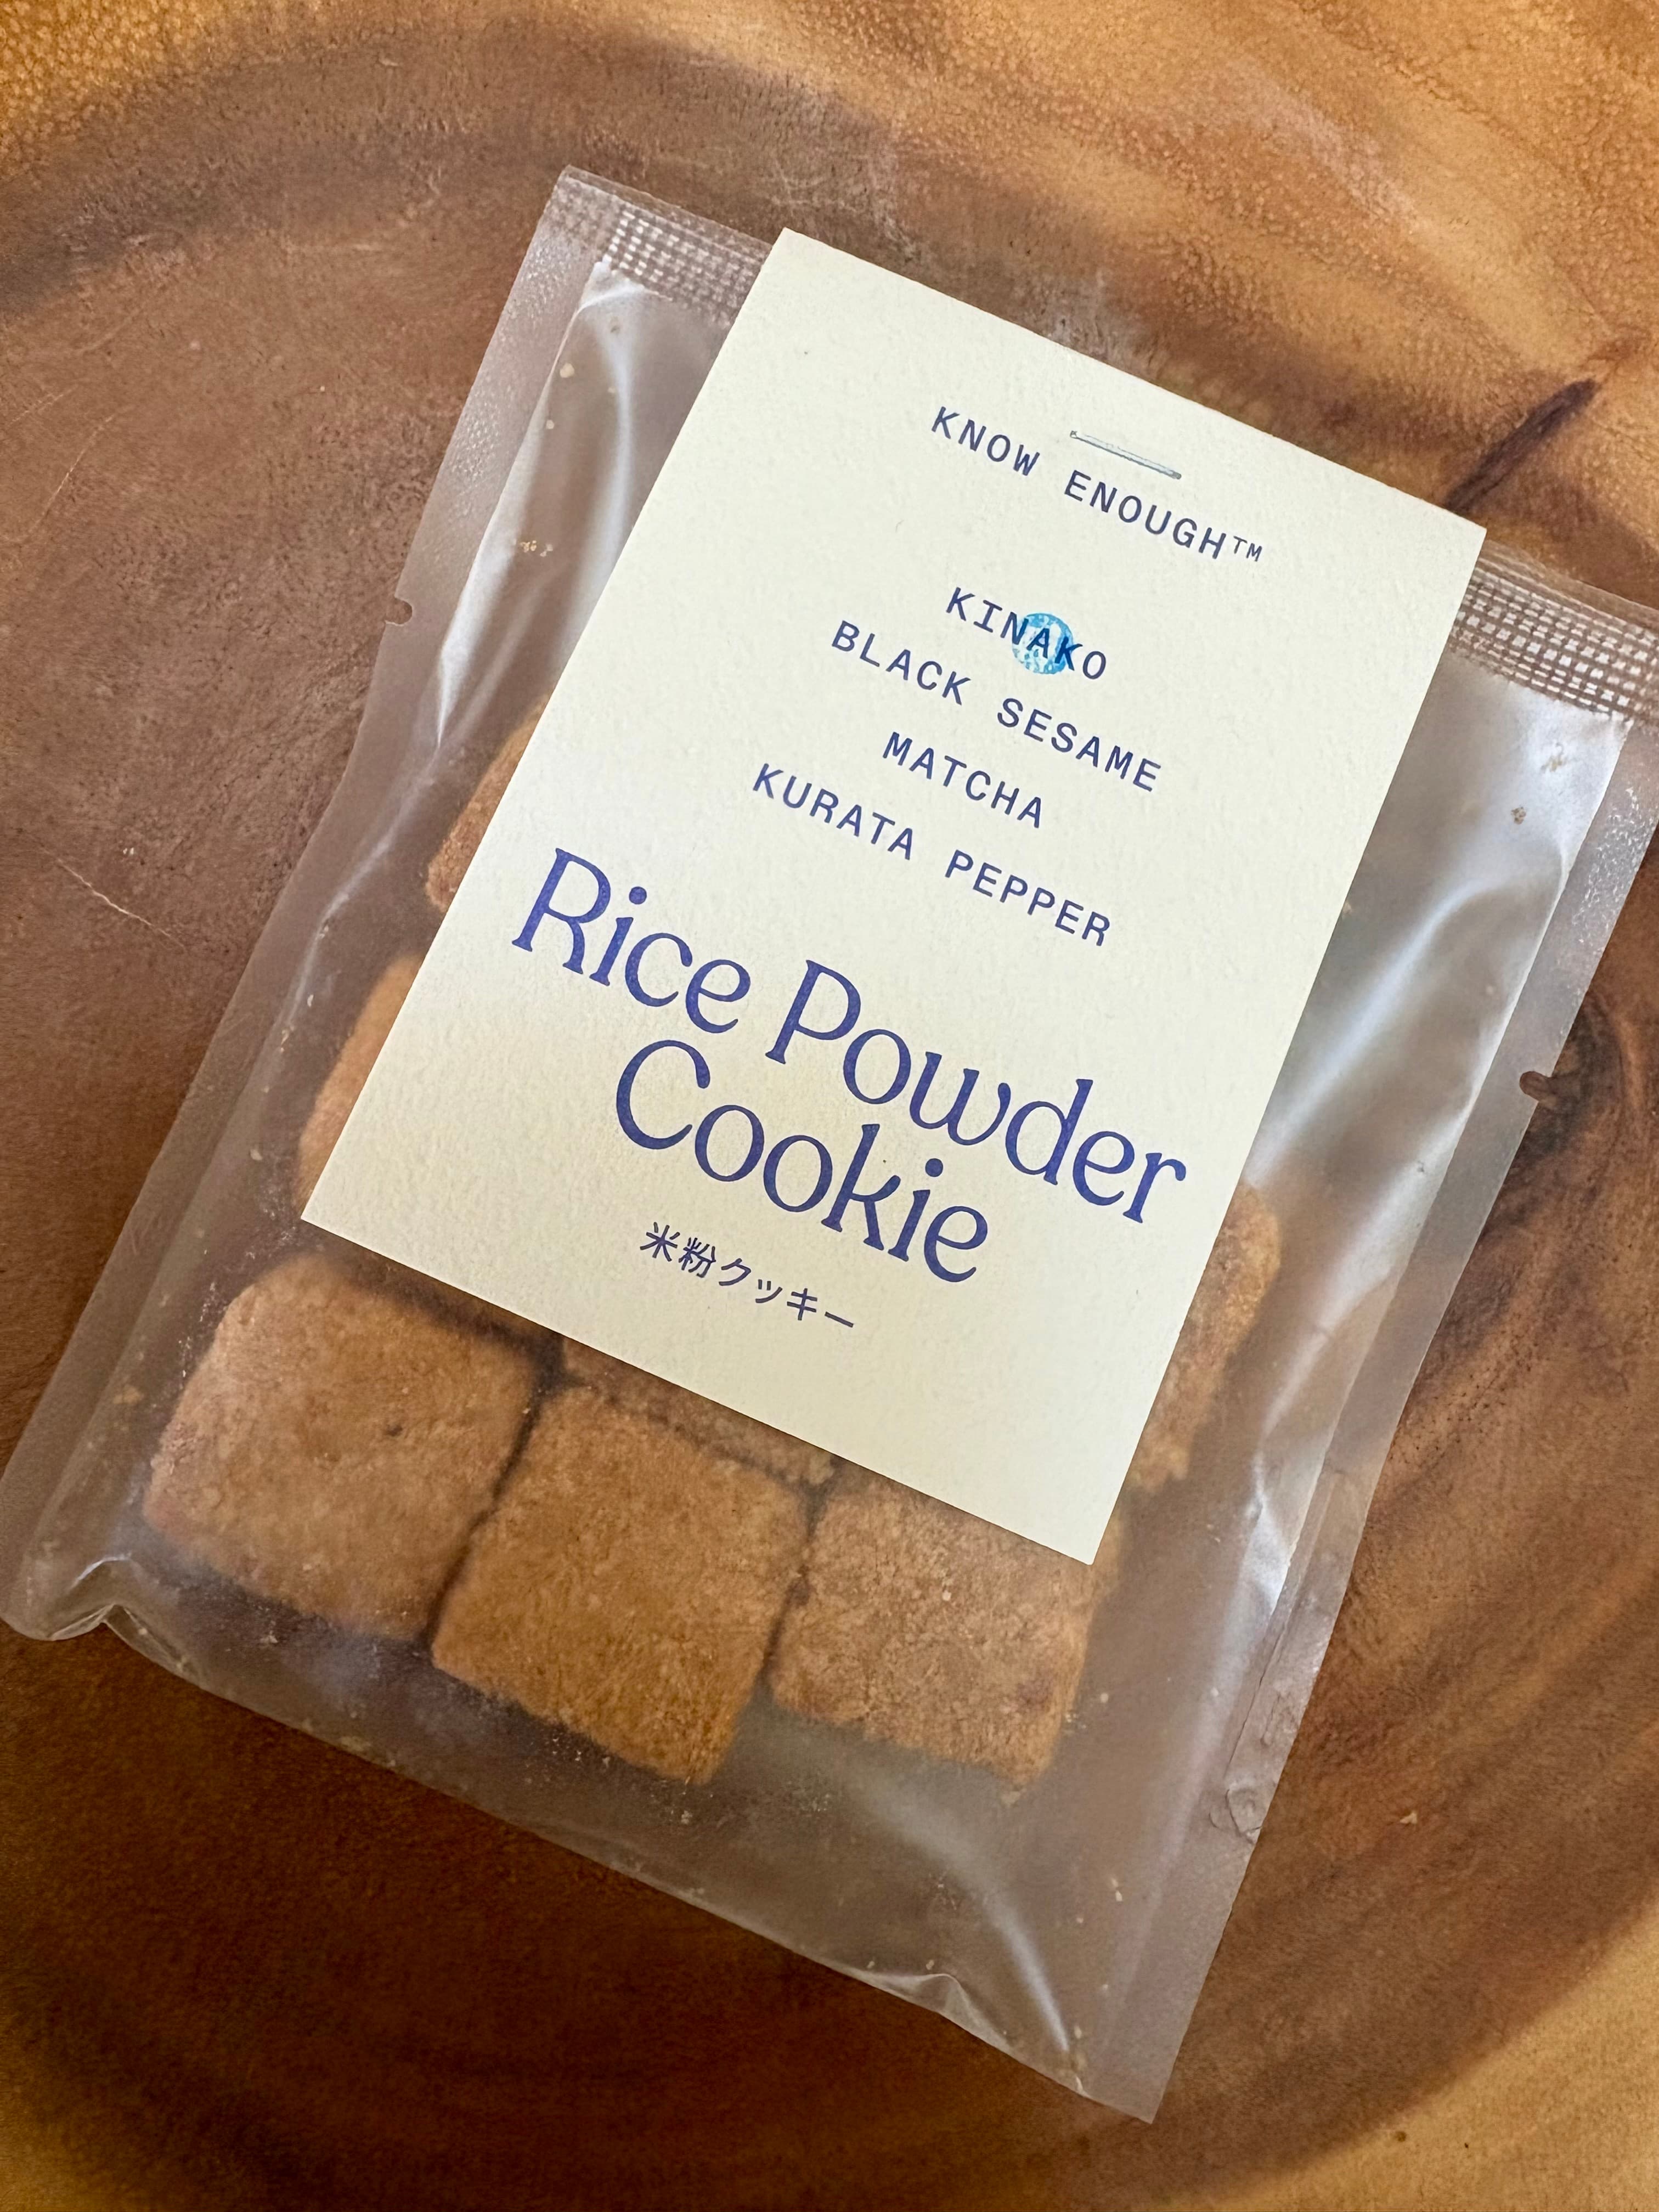 KNOW ENOUGH™
KINAKO
BLACK SESAME
MATCHA
KURATA PEPPER
Rice Powder
Cookie
米粉クッキー